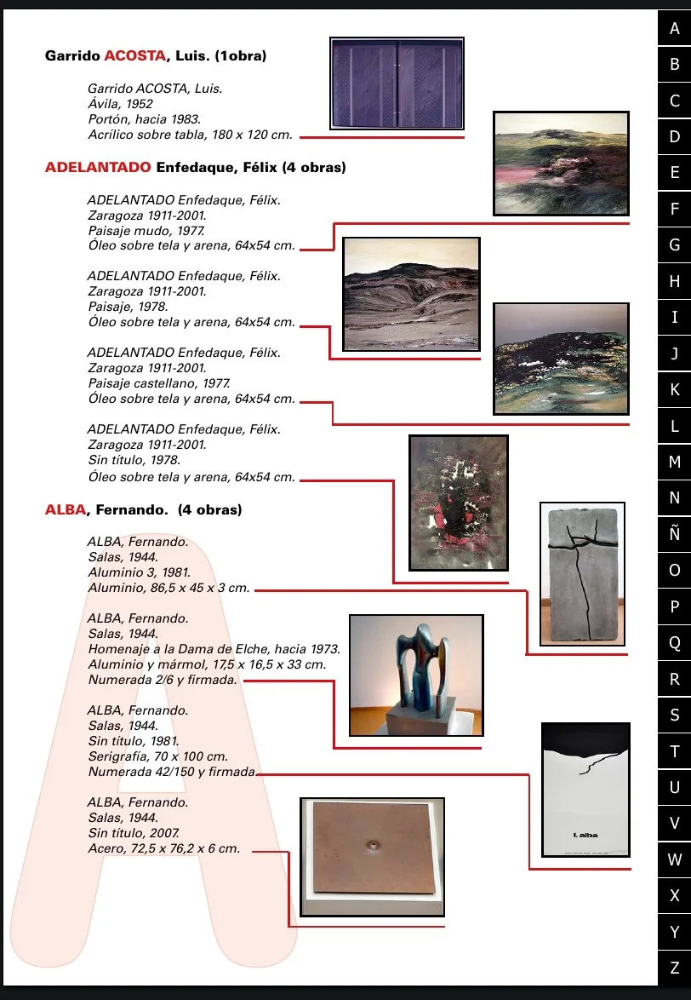 Garrido ACOSTA, Luis. (1obra)
Garrido ACOSTA, Luis.
Ávila, 1952
Portón, hacia 1983.
Acrílico sobre tabla, 180 x 120 cm.
ADELANTADO Enfedaque, Félix (4 obras)
ADELANTADO Enfedaque, Félix.
Zaragoza 1911-2001.
Paisaje mudo, 1977.
Óleo sobre tela y arena, 64x54 cm.
ADELANTADO Enfedaque, Félix.
Zaragoza 1911-2001.
Paisaje, 1978.
Óleo sobre tela y arena, 64x54 cm.
ADELANTADO Enfedaque, Félix.
Zaragoza 1911-2001.
Paisaje castellano, 1977.
Óleo sobre tela y arena, 64x54 cm.
ADELANTADO Enfedaque, Félix.
Zaragoza 1911-2001.
Sin título, 1978.
Óleo sobre tela y arena, 64x54 cm.
ALBA, Fernando. (4 obras)
ALBA, Fernando.
Salas, 1944.
Aluminio 3, 1981.
Aluminio, 86,5 x 45 x 3 cm.
ALBA, Fernando.
Salas, 1944.
Homenaje a la Dama de Elche, hacia 1973.
Aluminio y mármol, 17,5 x 16,5 x 33 cm.
Numerada 2/6 y firmada.
ALBA, Fernando.
Salas, 1944.
Sin título, 1981.
Serigrafía, 70 x 100 cm.
Numerada 42/150 y firmada.
ALBA, Fernando.
Salas, 1944.
Sin título, 2007.
Acero, 72,5 x 76,2 x 6 cm.
f. alba
A
A
B
C
D
E
F
G
H
I
J
K
L
M
N
Ñ
O
P
Q
R
S
T
U
V
W
X
Y
Z